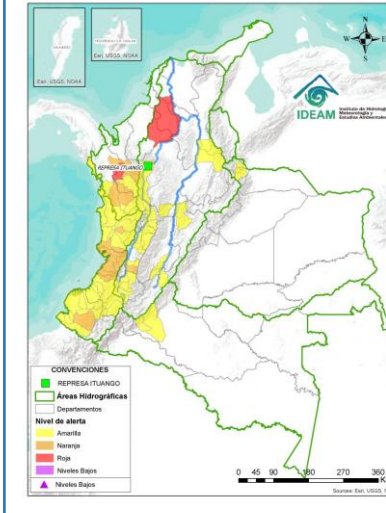 Esri, USGS, NOAA
Esri, USGS, NOAA
N
W
E
S
IDEAM
Instituto de Hidrología,
Meteorología y
Estudios Ambientales
REPRESA ITUANGO
CONVENCIONES
REPRESA ITUANGO
Áreas Hidrográficas
Departamentos
Nivel de alerta
Amarilla
Naranja
Roja
Niveles Bajos
Niveles Bajos
0 45 90 180 270 360
K
Sources: Esri, USGS, N